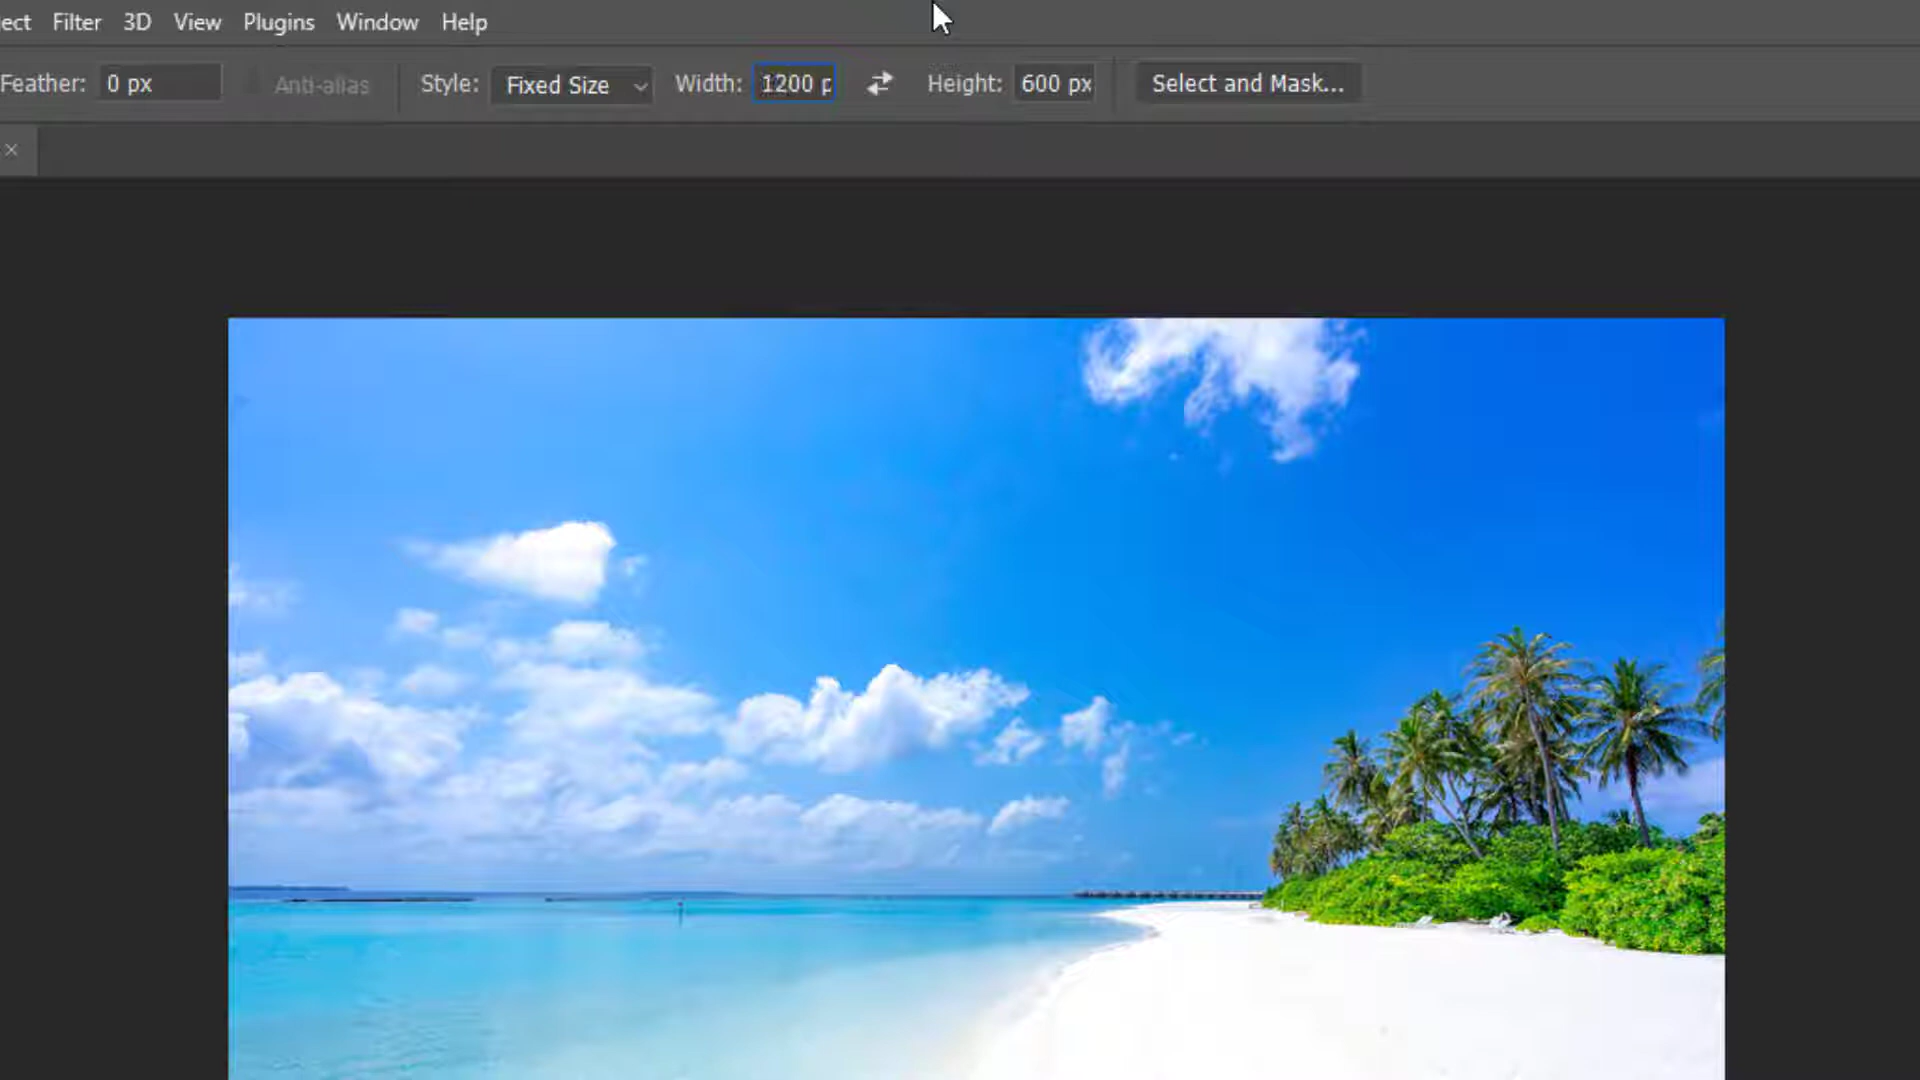 ect Filter 3D View Plugins Window Help
Feather: 0 px Anti-alias Style: Fixed Size Width: 1200 p Height: 600 px Select and Mask...